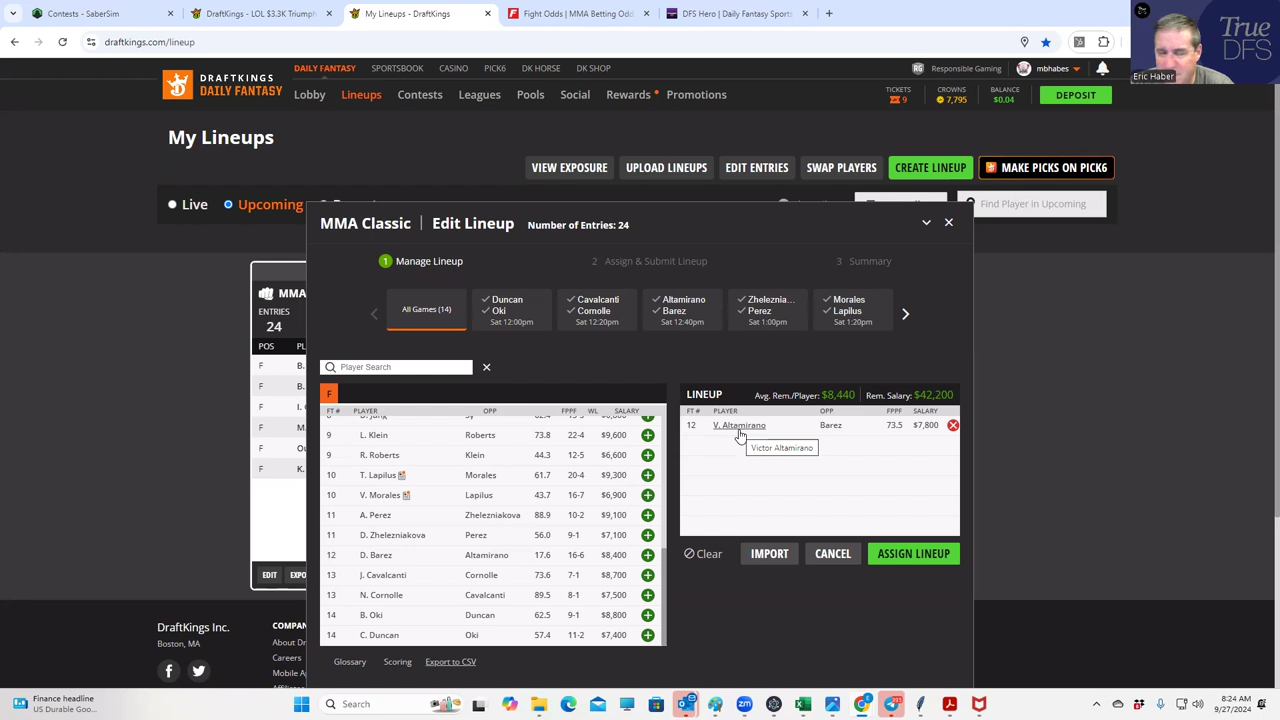 Contests - SaberSim
DraftKings - LOL $3.3K Triumph
My Lineups - DraftKings
Fight Odds | MMA Betting Odd
DFS Hero | Daily Fantasy Sports
draftkings.com/lineup
True
DFS
Eric Haber
DRAFTKINGS
DAILY FANTASY
DAILY FANTASY SPORTSBOOK CASINO PICK6 DK HORSE DK SHOP
RG Responsible Gaming mbhabes
Lobby Lineups Contests Leagues Pools Social Rewards Promotions
TICKETS CROWNS BALANCE
9 7,795 $0.04
DEPOSIT
My Lineups
VIEW EXPOSURE UPLOAD LINEUPS EDIT ENTRIES SWAP PLAYERS CREATE LINEUP MAKE PICKS ON PICK6
Live Upcoming
Find Player in Upcoming
MMA Classic | Edit Lineup Number of Entries: 24
1 Manage Lineup 2 Assign & Submit Lineup 3 Summary
All Games (14)
Duncan
Oki
Sat 12:00pm
Cavalcanti
Cornolle
Sat 12:20pm
Altamirano
Barez
Sat 12:40pm
Zheleznia...
Perez
Sat 1:00pm
Morales
Lapilus
Sat 1:20pm
MMA
ENTRIES
24
POS PL
F B.
F B.
F I. C
F M.
F Ou
F K.
EDIT EXPO
Player Search
F
FT # PLAYER OPP FPPF WL SALARY
9 L. Klein Roberts 73.8 22-4 $9,600
9 R. Roberts Klein 44.3 12-5 $6,600
10 T. Lapilus Morales 61.7 20-4 $9,300
10 V. Morales Lapilus 43.7 16-7 $6,900
11 A. Perez Zhelezniakova 88.9 10-2 $9,100
11 D. Zhelezniakova Perez 56.0 9-1 $7,100
12 D. Barez Altamirano 17.6 16-6 $8,400
13 J. Cavalcanti Cornolle 73.6 7-1 $8,700
13 N. Cornolle Cavalcanti 89.5 8-1 $7,500
14 B. Oki Duncan 62.5 9-1 $8,800
14 C. Duncan Oki 57.4 11-2 $7,400
Glossary Scoring Export to CSV
LINEUP Avg. Rem./Player: $8,440 Rem. Salary: $42,200
FT # PLAYER OPP FPPF SALARY
12 V. Altamirano Barez 73.5 $7,800
Victor Altamirano
Clear IMPORT CANCEL ASSIGN LINEUP
DraftKings Inc.
Boston, MA
COMPAN
About Dr
Careers
Mobile Ap
Finance headline
US Durable Goo...
Search
8:24 AM
9/27/2024